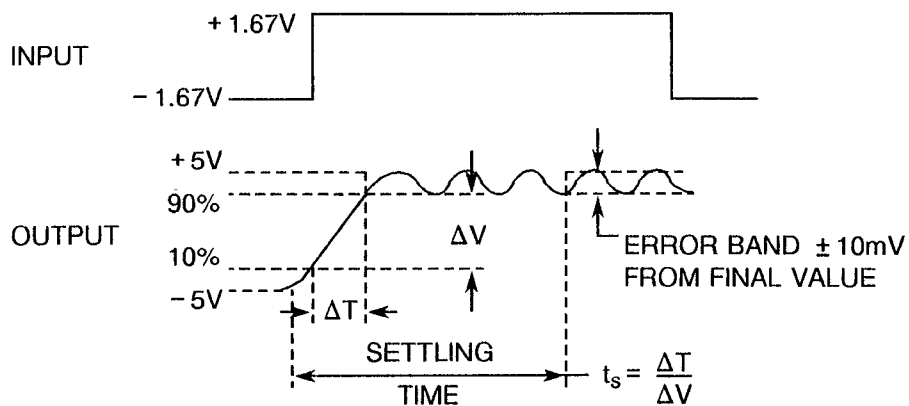 + 1.67V
INPUT
− 1.67V
+ 5V
90%
OUTPUT
10%
− 5V
ΔV
ERROR BAND ± 10mV
FROM FINAL VALUE
ΔT
SETTLING
TIME
ts = ΔT
ΔV